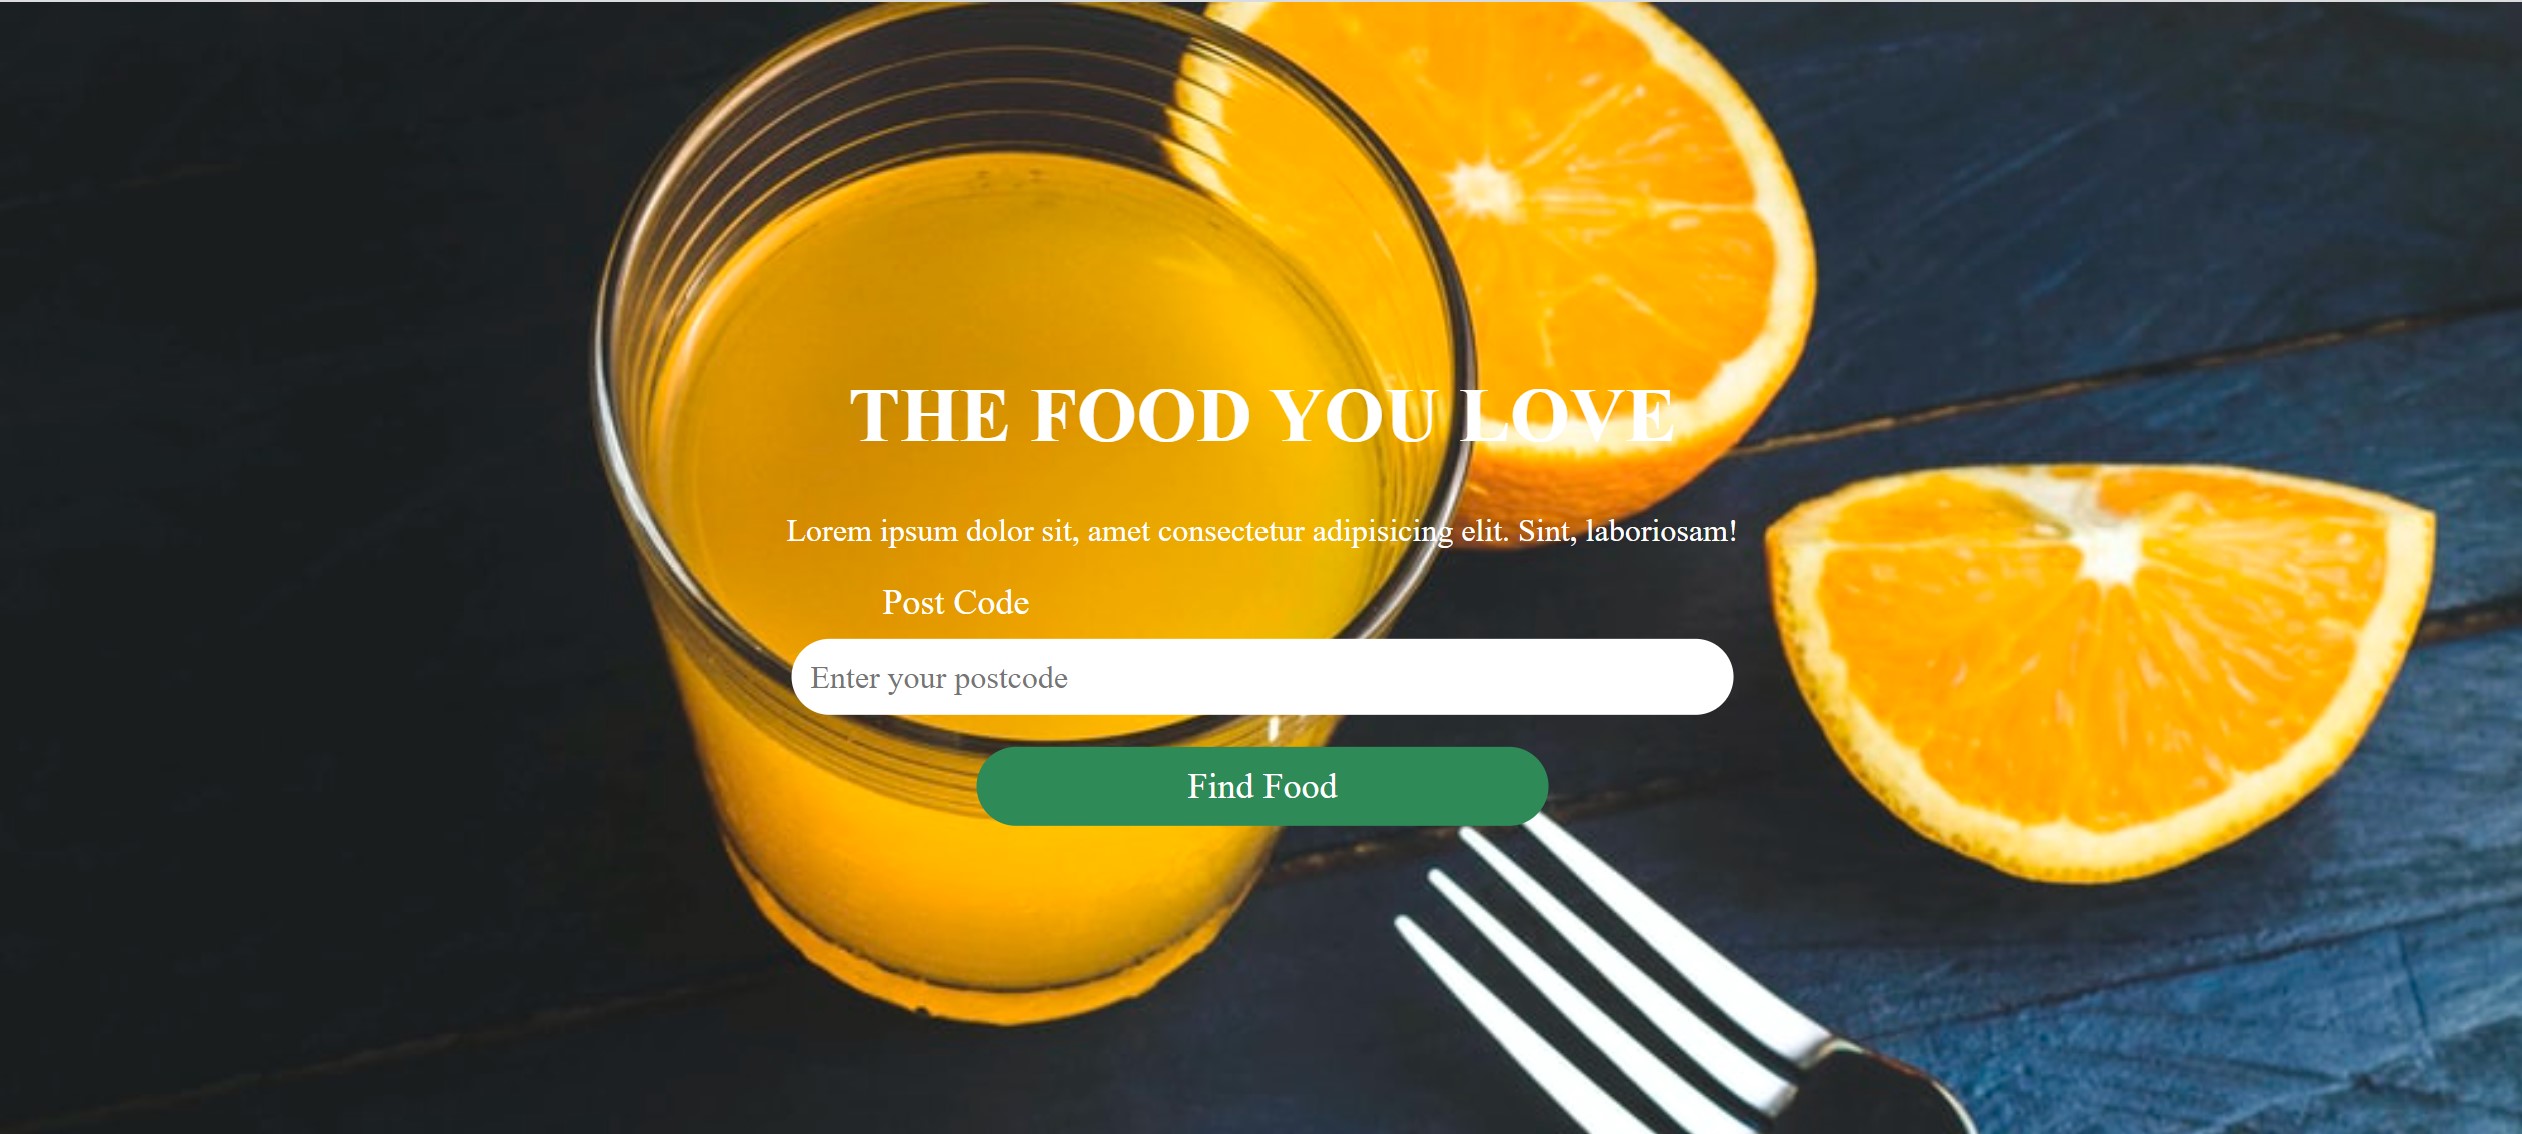 THE FOOD YOU LOVE
Lorem ipsum dolor sit, amet consectetur adipisicing elit. Sint, laboriosam!
Post Code
Enter your postcode
Find Food